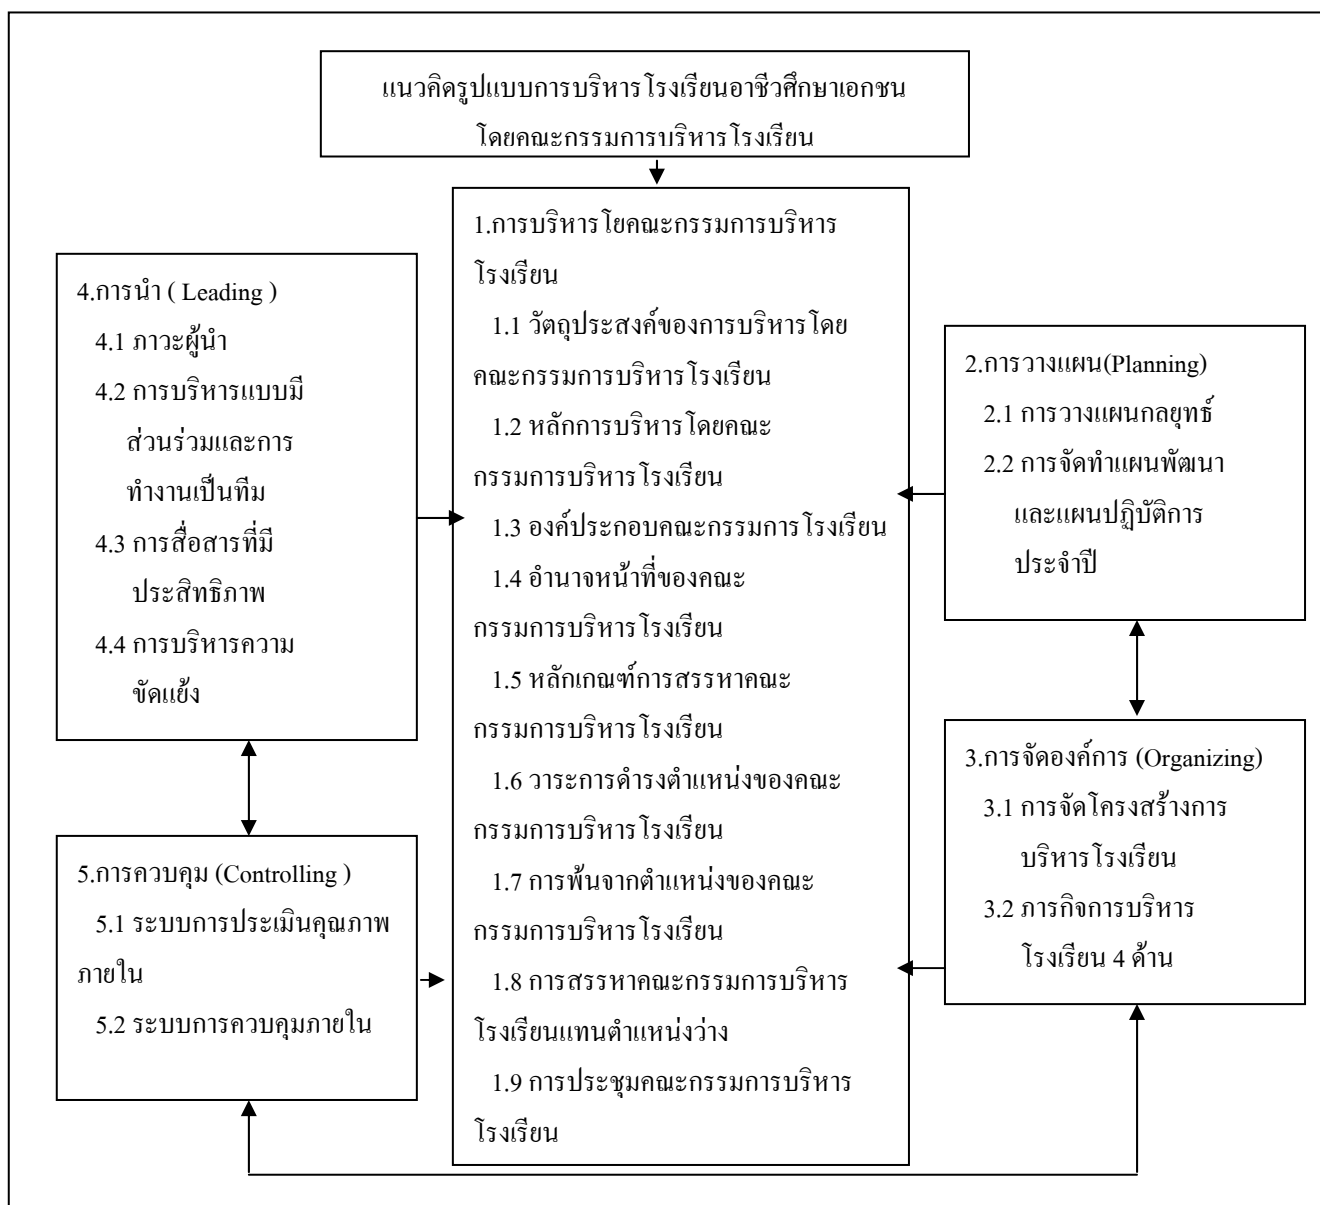 แนวคิดรูปแบบการบริหารโรงเรียนอาชีวศึกษาเอกชน
โดยคณะกรรมการบริหารโรงเรียน
1.การบริหารโยคณะกรรมการบริหาร
โรงเรียน
1.1 วัตถุประสงค์ของการบริหารโดย
คณะกรรมการบริหารโรงเรียน
1.2 หลักการบริหารโดยคณะ
กรรมการบริหารโรงเรียน
1.3 องค์ประกอบคณะกรรมการโรงเรียน
1.4 อำนาจหน้าที่ของคณะ
กรรมการบริหารโรงเรียน
1.5 หลักเกณฑ์การสรรหาคณะ
กรรมการบริหารโรงเรียน
1.6 วาระการดำรงตำแหน่งของคณะ
กรรมการบริหารโรงเรียน
1.7 การพ้นจากตำแหน่งของคณะ
กรรมการบริหารโรงเรียน
1.8 การสรรหาคณะกรรมการบริหาร
โรงเรียนแทนตำแหน่งว่าง
1.9 การประชุมคณะกรรมการบริหาร
โรงเรียน
2.การวางแผน(Planning)
2.1 การวางแผนกลยุทธ์
2.2 การจัดทำแผนพัฒนา
และแผนปฏิบัติการ
ประจำปี
3.การจัดองค์การ (Organizing)
3.1 การจัดโครงสร้างการ
บริหารโรงเรียน
3.2 ภารกิจการบริหาร
โรงเรียน 4 ด้าน
4.การนำ ( Leading )
4.1 ภาวะผู้นำ
4.2 การบริหารแบบมี
ส่วนร่วมและการ
ทำงานเป็นทีม
4.3 การสื่อสารที่มี
ประสิทธิภาพ
4.4 การบริหารความ
ขัดแย้ง
5.การควบคุม (Controlling )
5.1 ระบบการประเมินคุณภาพ
ภายใน
5.2 ระบบการควบคุมภายใน